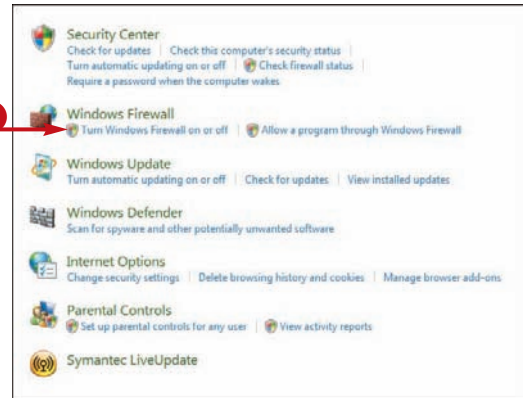 Security Center
Check for updates | Check this computer's security status |
Turn automatic updating on or off | Check firewall status |
Require a password when the computer wakes
Windows Firewall
Turn Windows Firewall on or off | Allow a program through Windows Firewall
Windows Update
Turn automatic updating on or off | Check for updates | View installed updates
Windows Defender
Scan for spyware and other potentially unwanted software
Internet Options
Change security settings | Delete browsing history and cookies | Manage browser add-ons
Parental Controls
Set up parental controls for any user | View activity reports
Symantec LiveUpdate